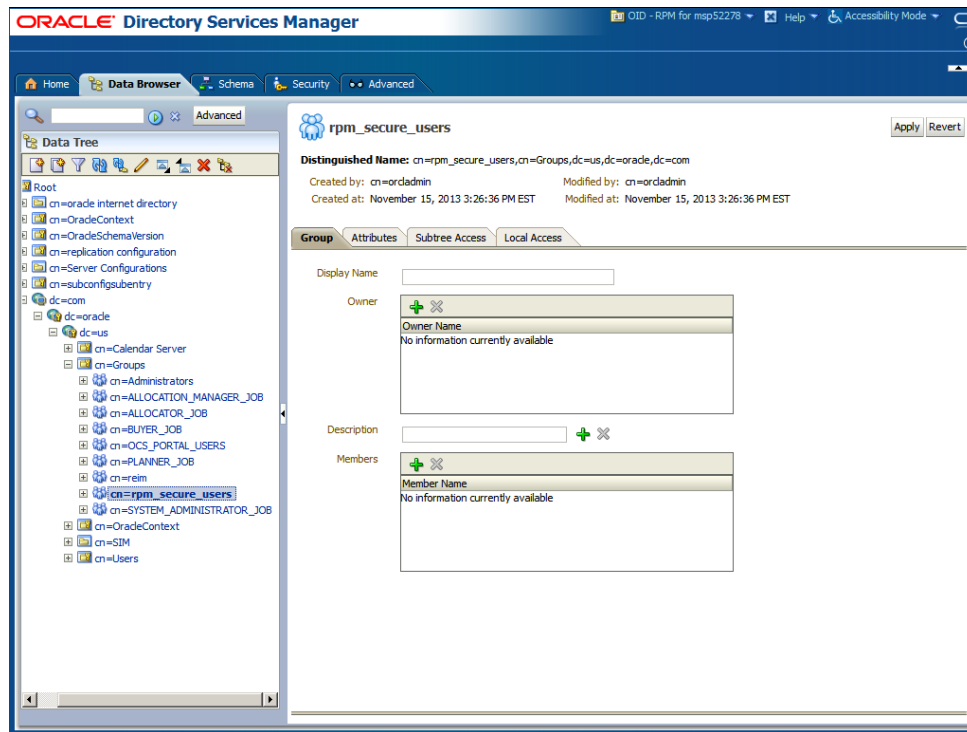 ORACLE Directory Services Manager
OID - RPM for msp52278 Help Accessibility Mode
Home Data Browser Schema Security Advanced
Advanced
Data Tree
Root
cn=oracle internet directory
cn=OracleContext
cn=OracleSchemaVersion
cn=replication configuration
cn=Server Configurations
cn=subconfigsubentry
dc=com
dc=oracle
dc=us
cn=Calendar Server
cn=Groups
cn=Administrators
cn=ALLOCATION_MANAGER_JOB
cn=ALLOCATOR_JOB
cn=BUYER_JOB
cn=OCS_PORTAL_USERS
cn=PLANNER_JOB
cn=reim
cn=rpm_secure_users
cn=SYSTEM_ADMINISTRATOR_JOB
cn=OracleContext
cn=SIM
cn=Users
rpm_secure_users
Apply Revert
Distinguished Name: cn=rpm_secure_users,cn=Groups,dc=us,dc=oracle,dc=com
Created by: cn=orcladmin Modified by: cn=orcladmin
Created at: November 15, 2013 3:26:36 PM EST Modified at: November 15, 2013 3:26:36 PM EST
Group Attributes Subtree Access Local Access
Display Name
Owner
Owner Name
No information currently available
Description
Members
Member Name
No information currently available